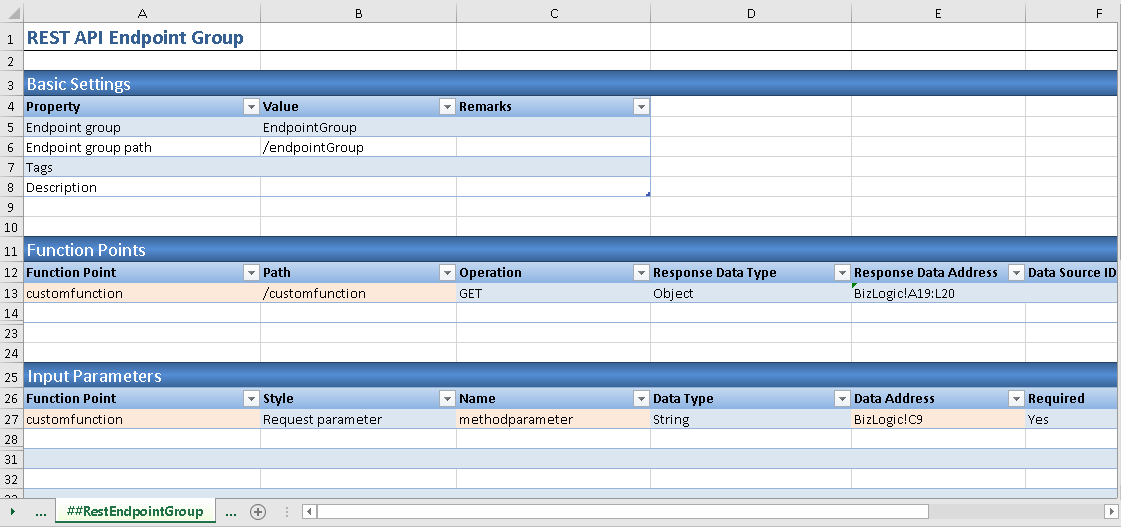 A B C D E F
1 REST API Endpoint Group
2
3 Basic Settings
4 Property Value Remarks
5 Endpoint group EndpointGroup
6 Endpoint group path /endpointGroup
7 Tags
8 Description
9
10
11 Function Points
12 Function Point Path Operation Response Data Type Response Data Address Data Source ID
13 customfunction /customfunction GET Object BizLogic!A19:L20
14
23
24
25 Input Parameters
26 Function Point Style Name Data Type Data Address Required
27 customfunction Request parameter methodparameter String BizLogic!C9 Yes
28
31
32
... ##RestEndpointGroup ...